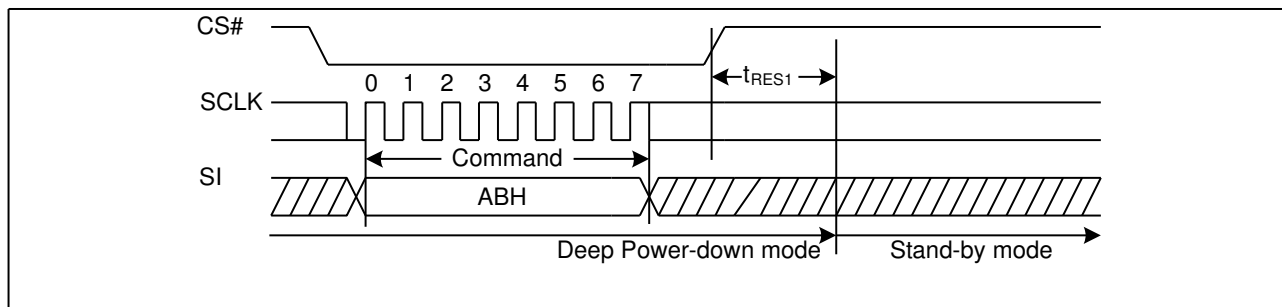 CS#
tRES1
0 1 2 3 4 5 6 7
SCLK
Command
SI
ABH
Deep Power-down mode Stand-by mode